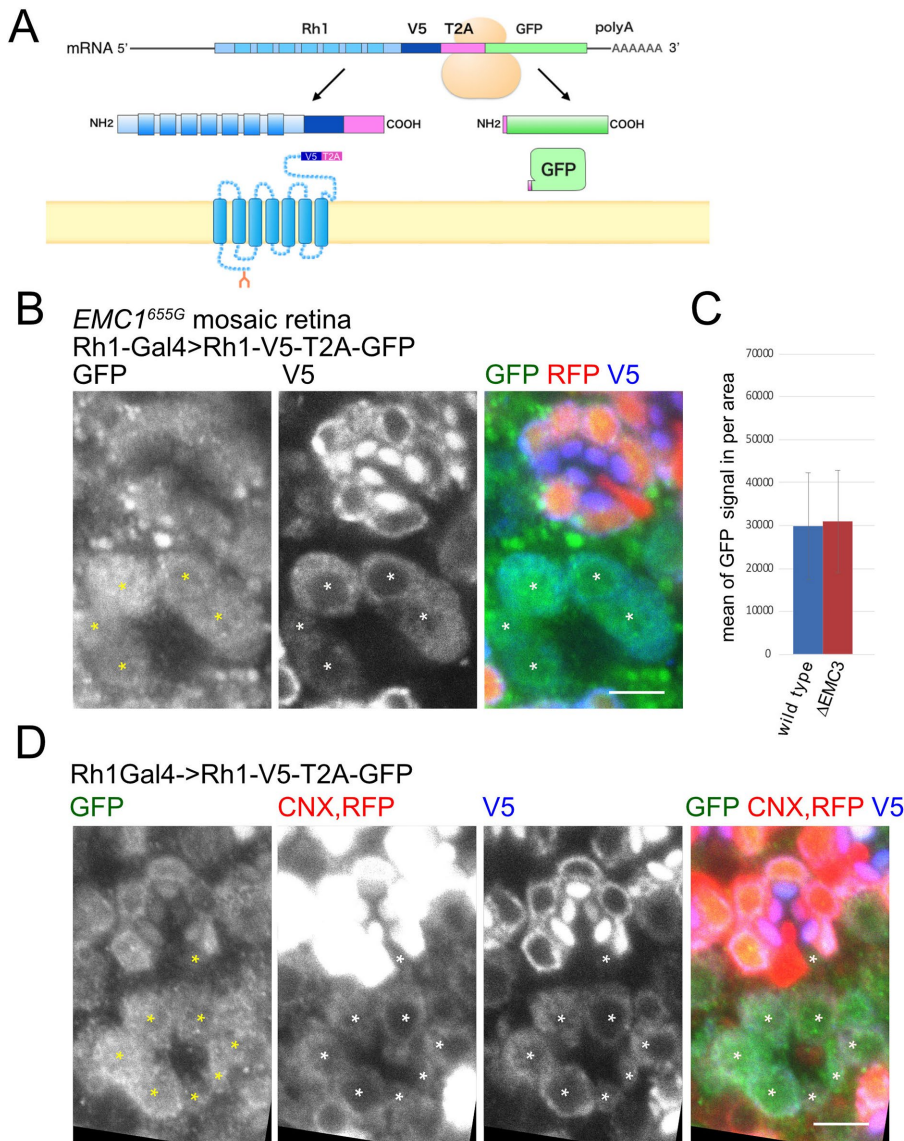 A
Rh1 V5 T2A GFP polyA
mRNA 5' AAAAAA 3'
NH2 COOH NH2 COOH
V5 T2A
GFP
B
EMC1655G mosaic retina
Rh1-Gal4>Rh1-V5-T2A-GFP
GFP V5 GFP RFP V5
* * * *
* * * *
* * * *
C
mean of GFP signal in per area
70000
60000
50000
40000
30000
20000
10000
0
wild type
ΔEMC3
D
Rh1Gal4->Rh1-V5-T2A-GFP
GFP CNX,RFP V5 GFP CNX,RFP V5